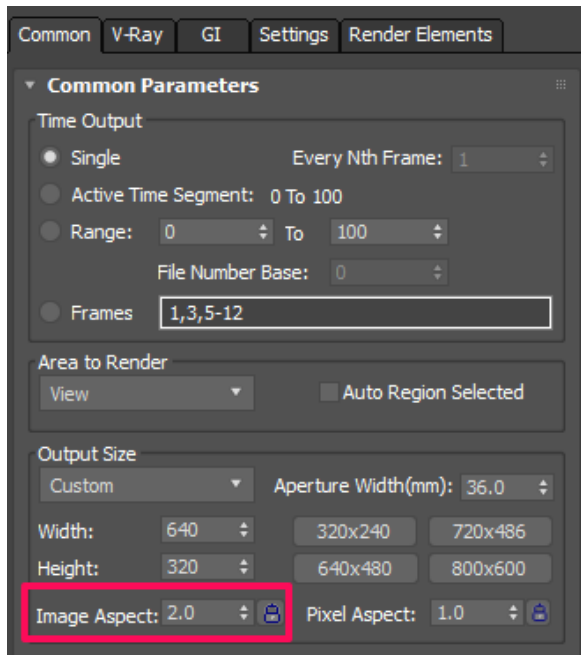 Common V-Ray GI Settings Render Elements
Common Parameters
Time Output
Single Every Nth Frame: 1
Active Time Segment: 0 To 100
Range: 0 To 100
File Number Base: 0
Frames 1,3,5-12
Area to Render
View Auto Region Selected
Output Size
Custom Aperture Width(mm): 36.0
Width: 640 320x240 720x486
Height: 320 640x480 800x600
Image Aspect: 2.0 Pixel Aspect: 1.0